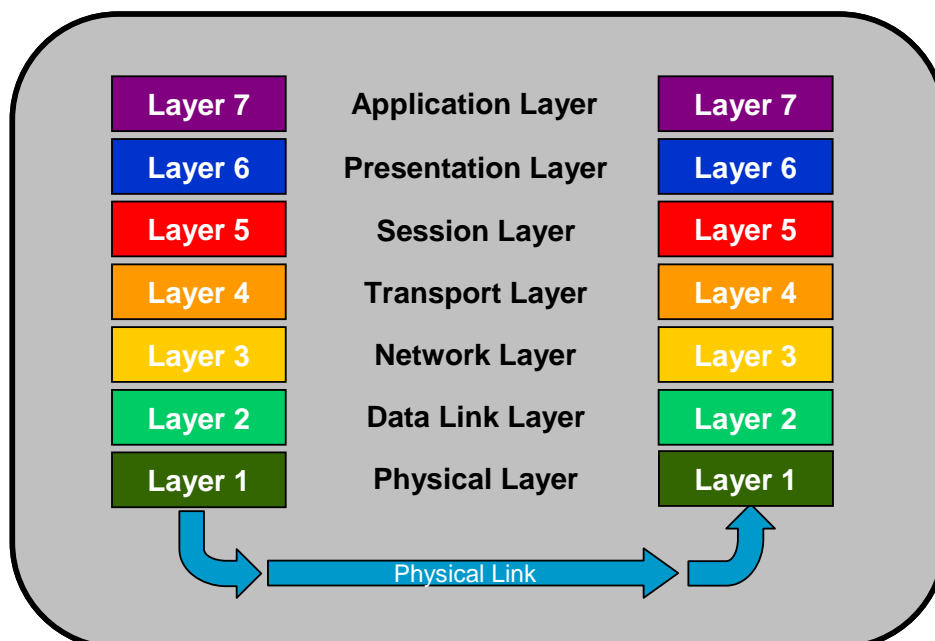 Layer 7 Application Layer Layer 7
Layer 6 Presentation Layer Layer 6
Layer 5 Session Layer Layer 5
Layer 4 Transport Layer Layer 4
Layer 3 Network Layer Layer 3
Layer 2 Data Link Layer Layer 2
Layer 1 Physical Layer Layer 1
Physical Link